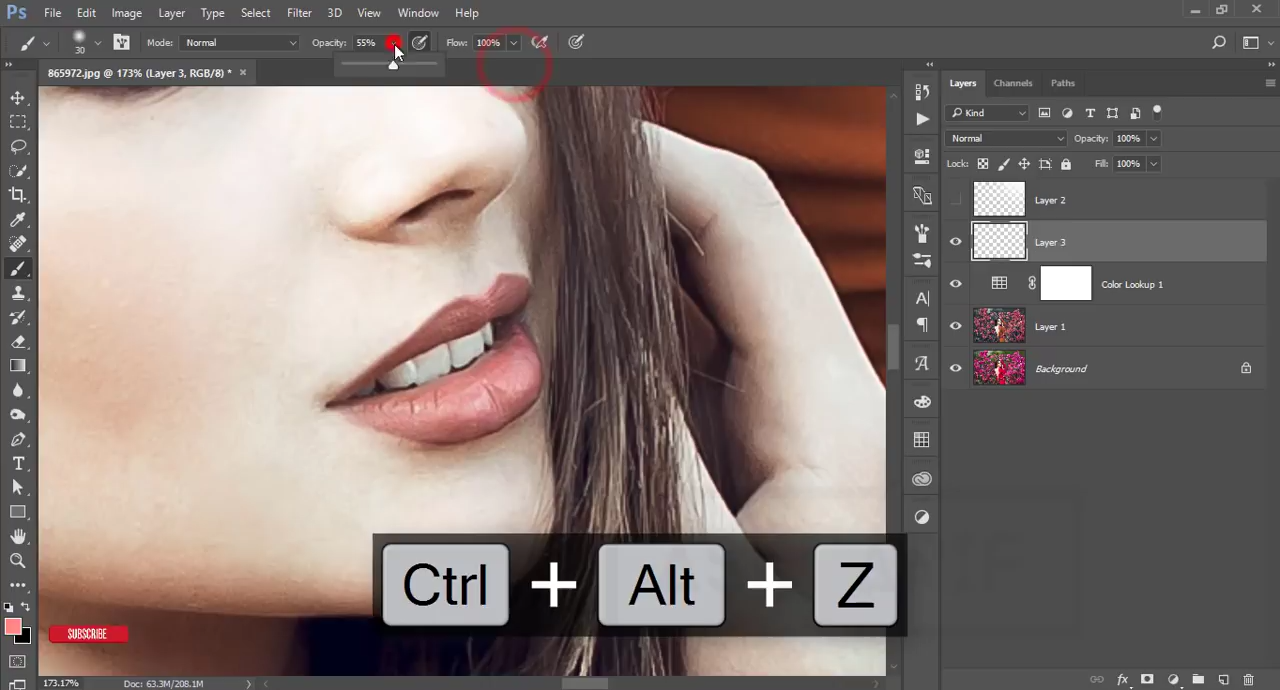 Ps File Edit Image Layer Type Select Filter 3D View Window Help
30 Mode: Normal Opacity: 55% Flow: 100%
865972.jpg @ 173% (Layer 3, RGB/8) * ×
Layers Channels Paths
Kind
Normal Opacity: 100%
Lock: Fill: 100%
Layer 2
Layer 3
Color Lookup 1
Layer 1
Background
Ctrl + Alt + Z
SUBSCRIBE
173.17% Doc: 63.3M/208.1M